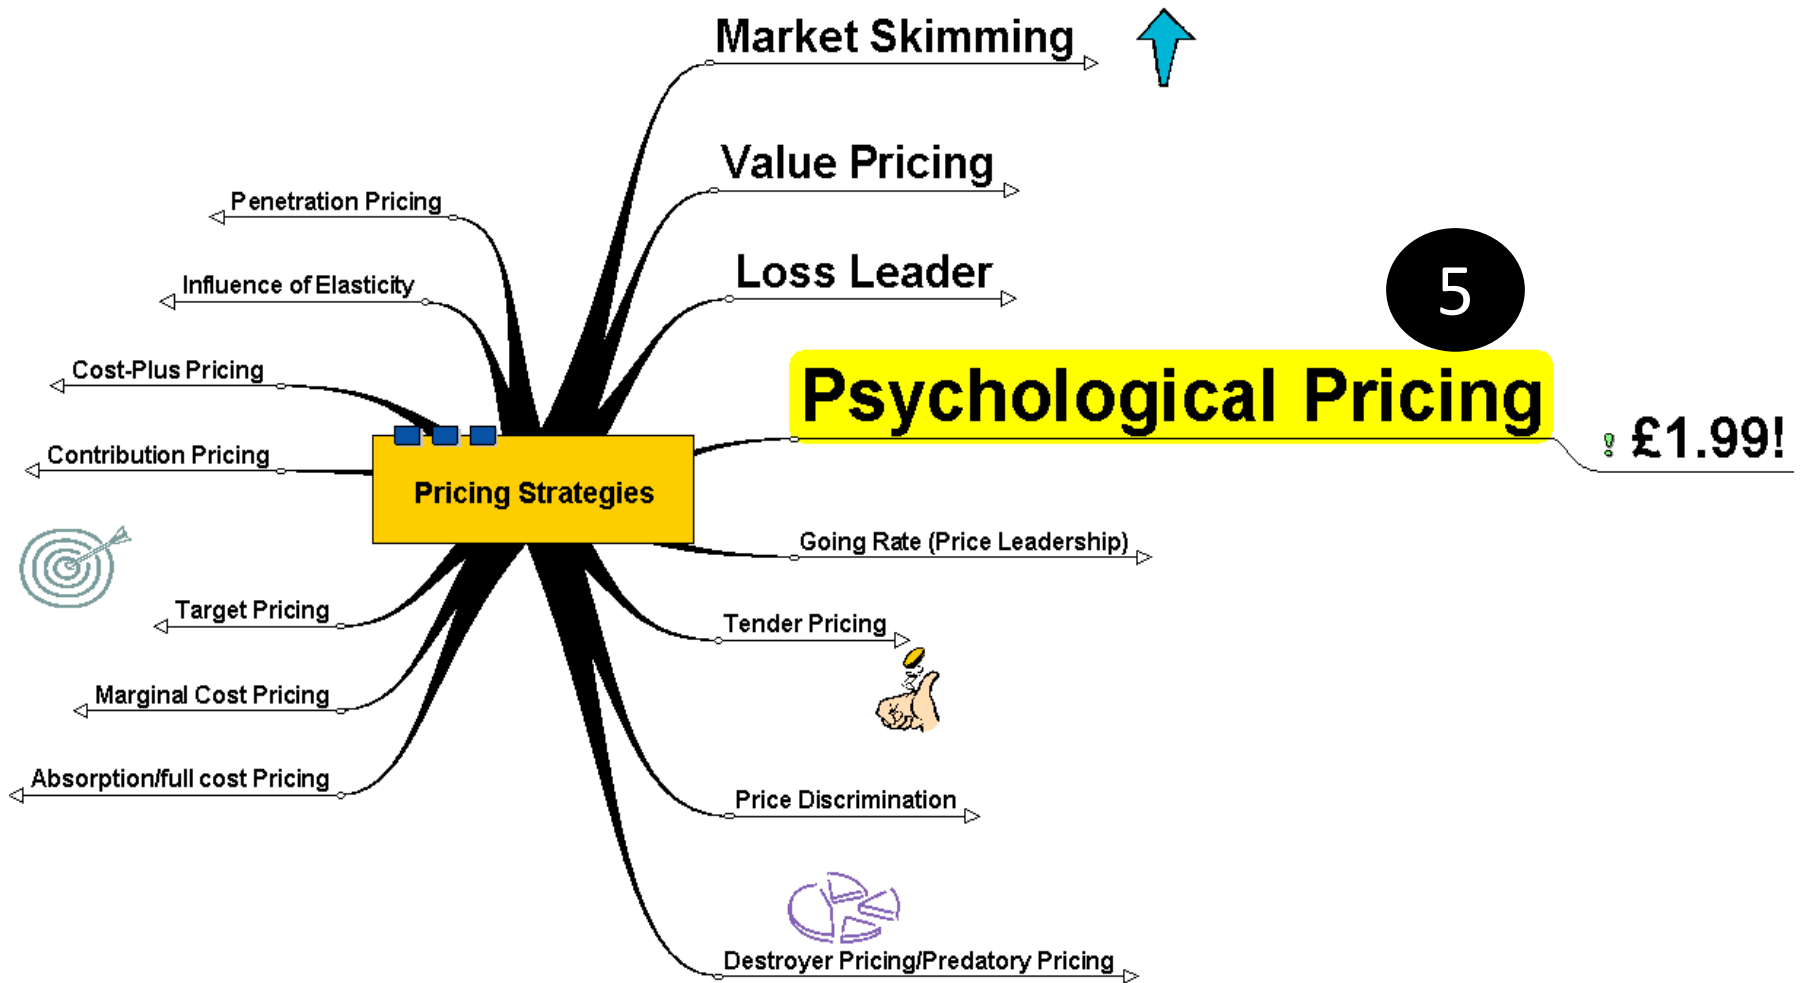 Market Skimming
Value Pricing
Penetration Pricing
Loss Leader
Influence of Elasticity
5
Cost-Plus Pricing
Psychological Pricing
£1.99!
Contribution Pricing
Pricing Strategies
Going Rate (Price Leadership)
Target Pricing
Tender Pricing
Marginal Cost Pricing
Absorption/full cost Pricing
Price Discrimination
Destroyer Pricing/Predatory Pricing